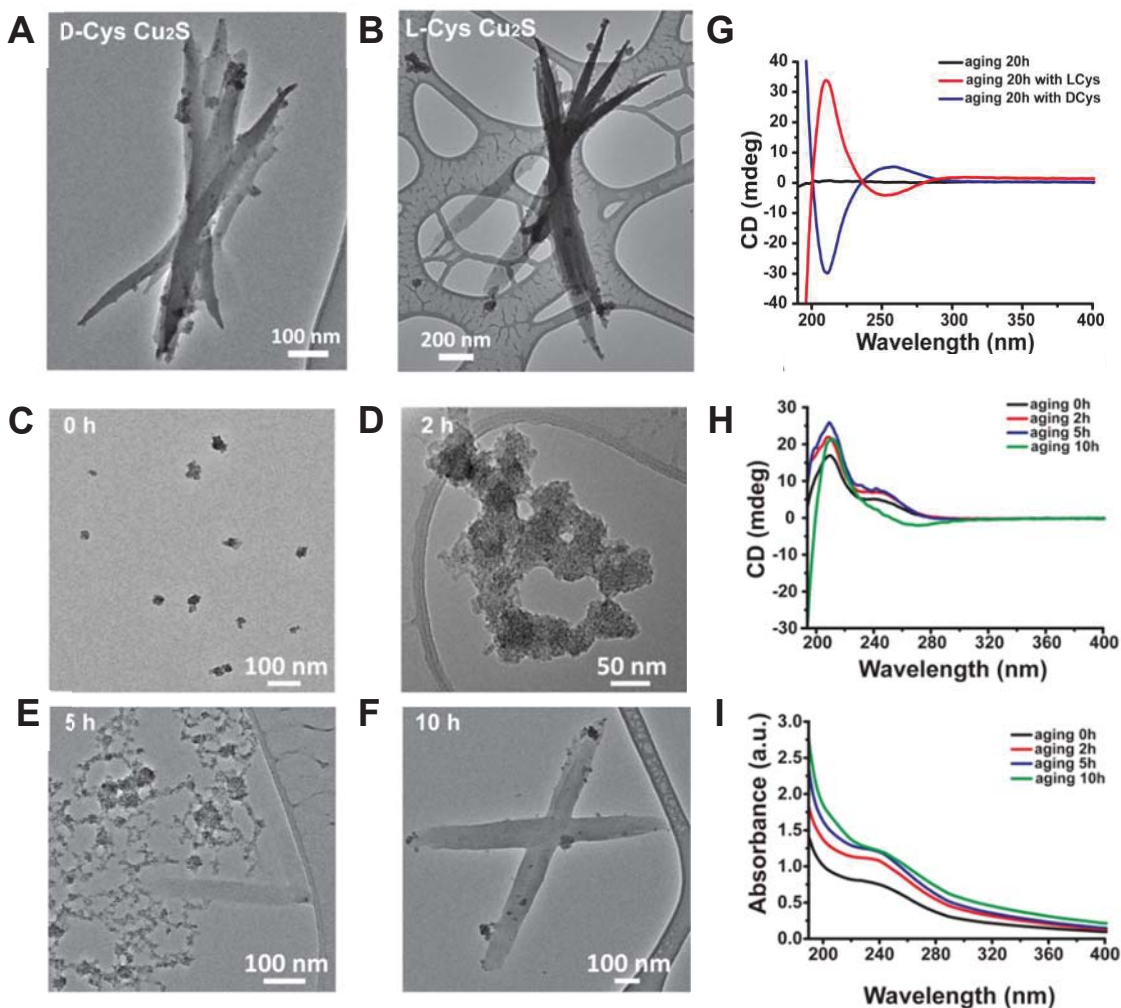 A
D-Cys Cu₂S
100 nm
B
L-Cys Cu₂S
200 nm
G
aging 20h
aging 20h with LCys
aging 20h with DCys
CD (mdeg)
40
30
20
10
0
-10
-20
-30
-40
200 250 300 350 400
Wavelength (nm)
C
0 h
100 nm
D
2 h
50 nm
H
aging 0h
aging 2h
aging 5h
aging 10h
CD (mdeg)
30
20
10
0
-10
-20
-30
200 240 280 320 360 400
Wavelength (nm)
E
5 h
100 nm
F
10 h
100 nm
I
aging 0h
aging 2h
aging 5h
aging 10h
Absorbance (a.u.)
3.0
2.5
2.0
1.5
1.0
0.5
0.0
200 240 280 320 360 400
Wavelength (nm)